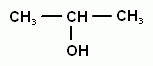 CH₃ — CH — CH₃
OH